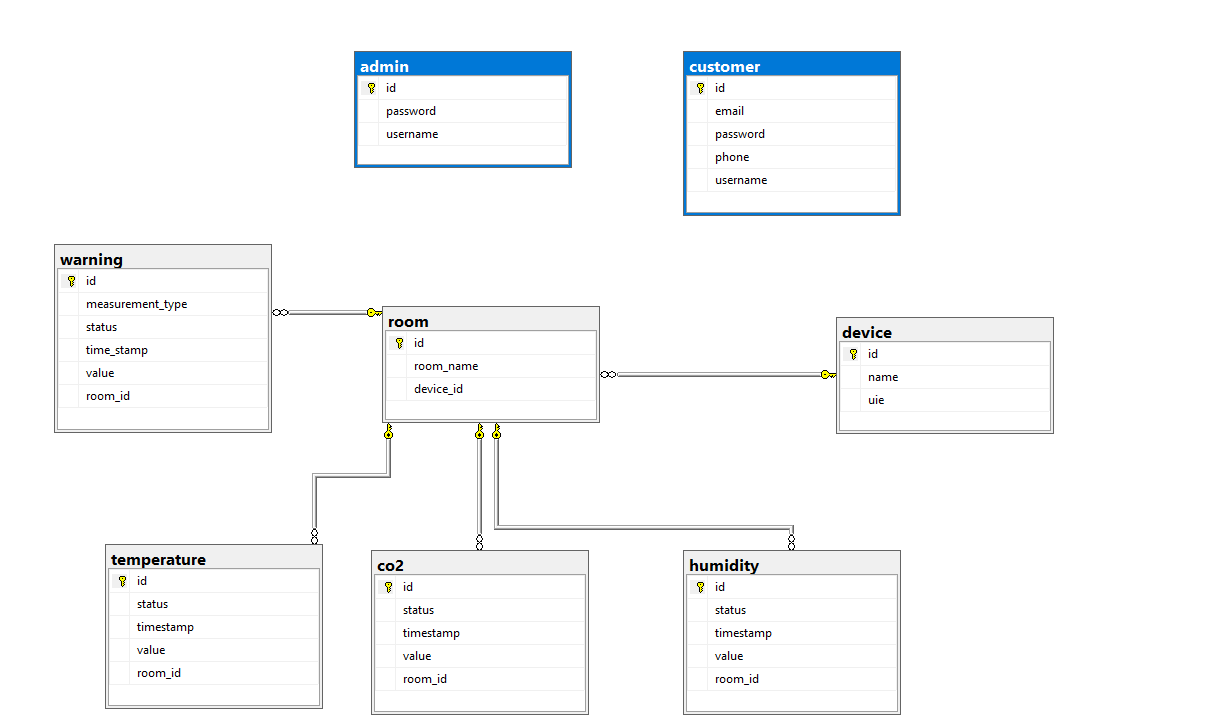 admin
id
password
username
customer
id
email
password
phone
username
warning
id
measurement_type
status
time_stamp
value
room_id
room
id
room_name
device_id
device
id
name
uie
temperature
id
status
timestamp
value
room_id
co2
id
status
timestamp
value
room_id
humidity
id
status
timestamp
value
room_id